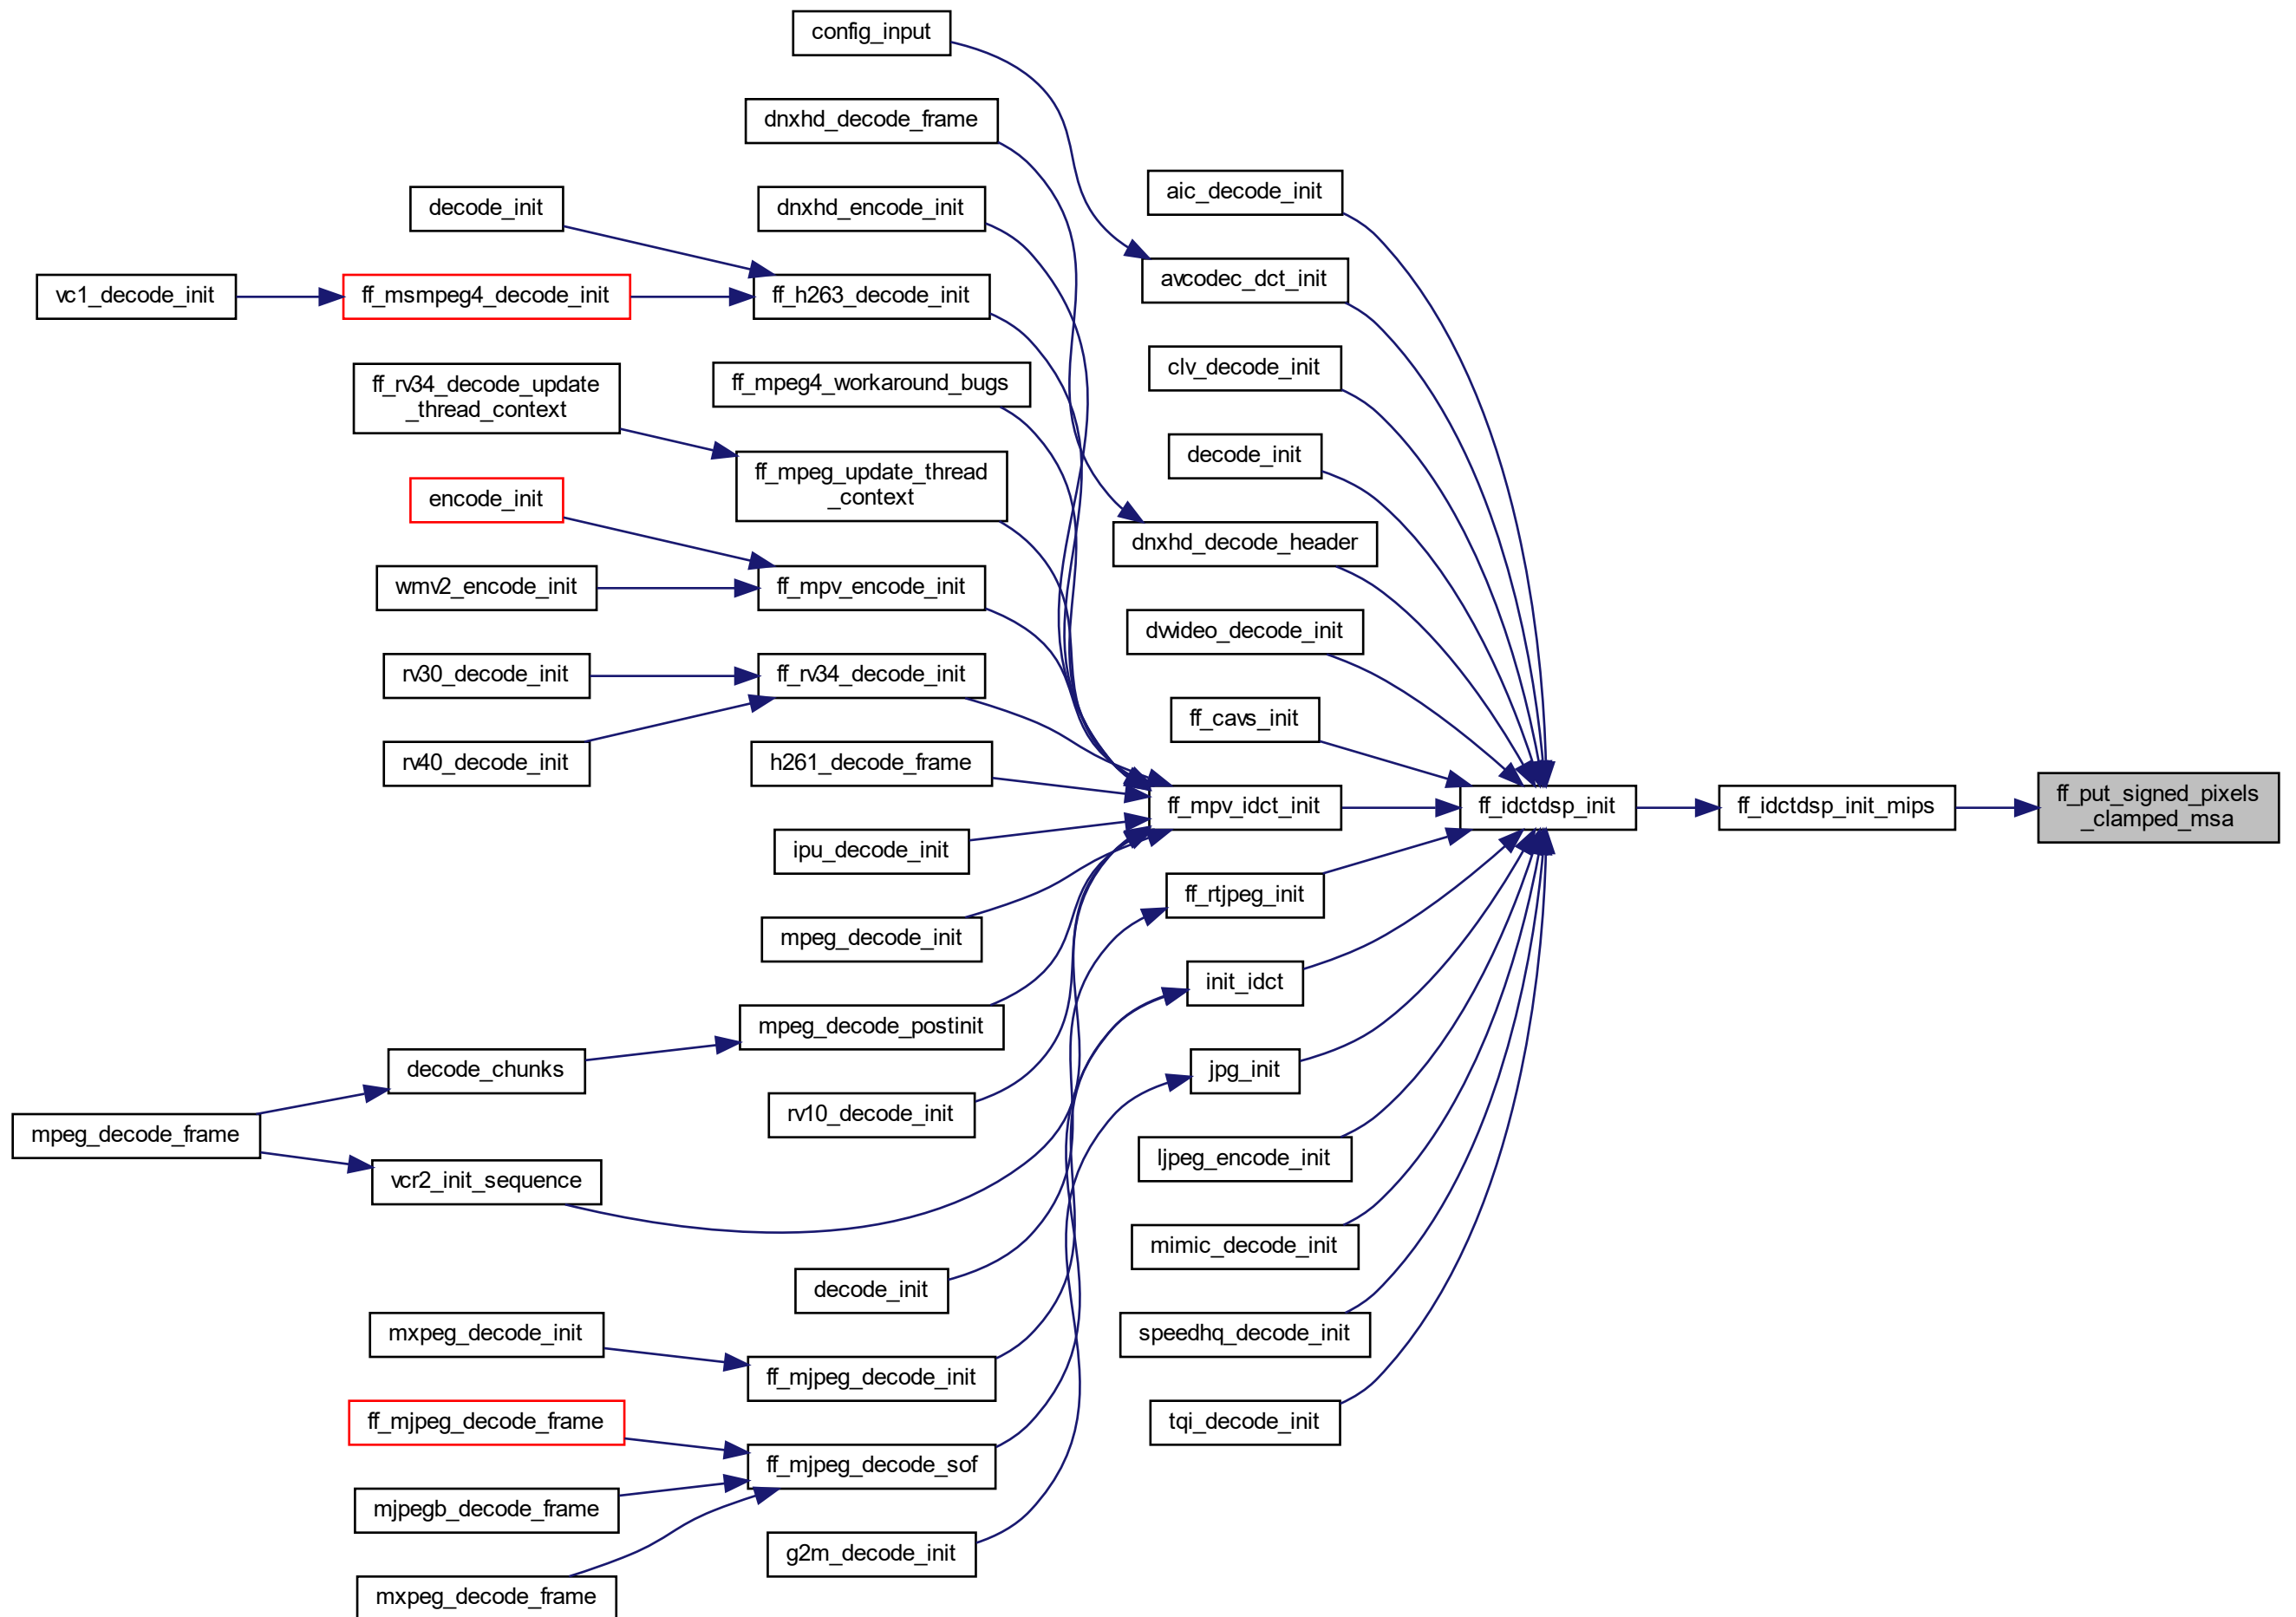 config_input
dnxhd_decode_frame
aic_decode_init
decode_init
dnxhd_encode_init
avcodec_dct_init
vc1_decode_init
ff_msmpeg4_decode_init
ff_h263_decode_init
clv_decode_init
ff_rv34_decode_update
_thread_context
ff_mpeg4_workaround_bugs
decode_init
ff_mpeg_update_thread
_context
encode_init
dnxhd_decode_header
wmv2_encode_init
ff_mpv_encode_init
dwideo_decode_init
rv30_decode_init
ff_rv34_decode_init
ff_cavs_init
rv40_decode_init
h261_decode_frame
ff_mpv_idct_init
ff_idctdsp_init
ff_idctdsp_init_mips
ff_put_signed_pixels
_clamped_msa
ipu_decode_init
ff_rtjpeg_init
mpeg_decode_init
init_idct
mpeg_decode_postinit
decode_chunks
jpg_init
mpeg_decode_frame
rv10_decode_init
vcr2_init_sequence
ljpeg_encode_init
mimic_decode_init
decode_init
mxpeg_decode_init
speedhq_decode_init
ff_mjpeg_decode_init
ff_mjpeg_decode_frame
tqi_decode_init
ff_mjpeg_decode_sof
mjpegb_decode_frame
g2m_decode_init
mxpeg_decode_frame